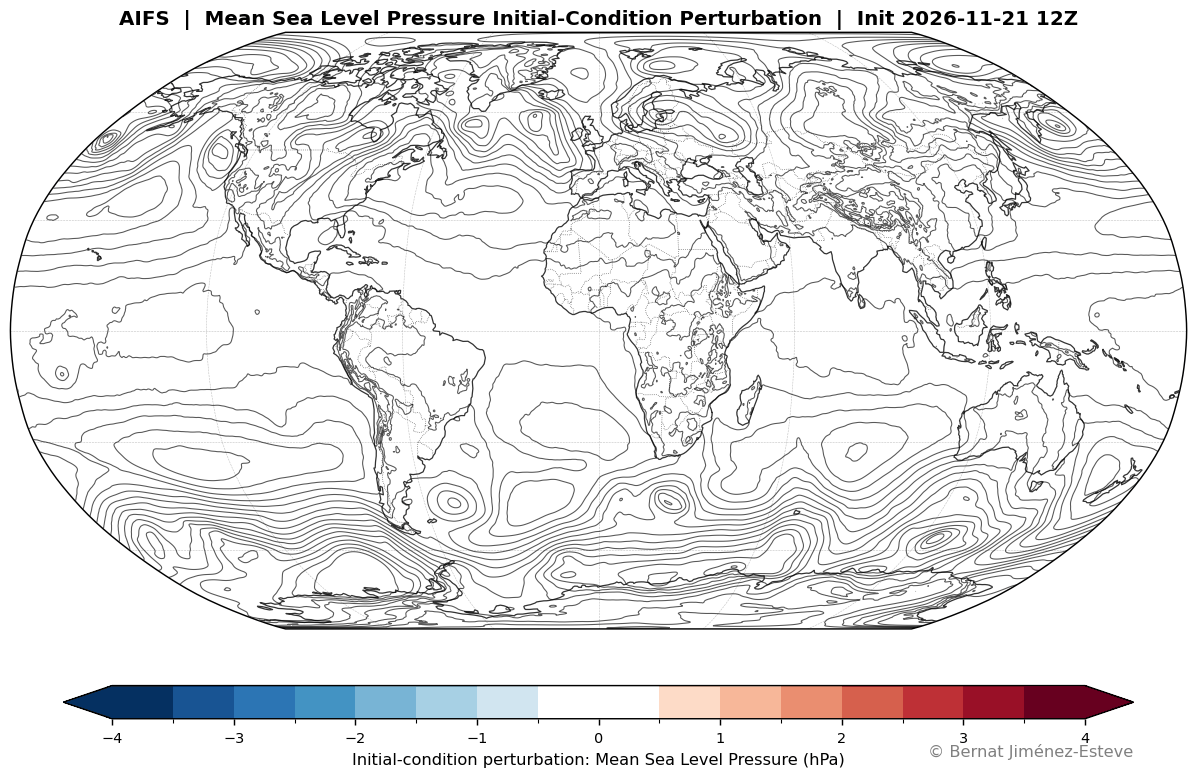 AIFS | Mean Sea Level Pressure Initial-Condition Perturbation | Init 2026-11-21 12Z
−4 −3 −2 −1 0 1 2 3 4
Initial-condition perturbation: Mean Sea Level Pressure (hPa)
© Bernat Jiménez-Esteve